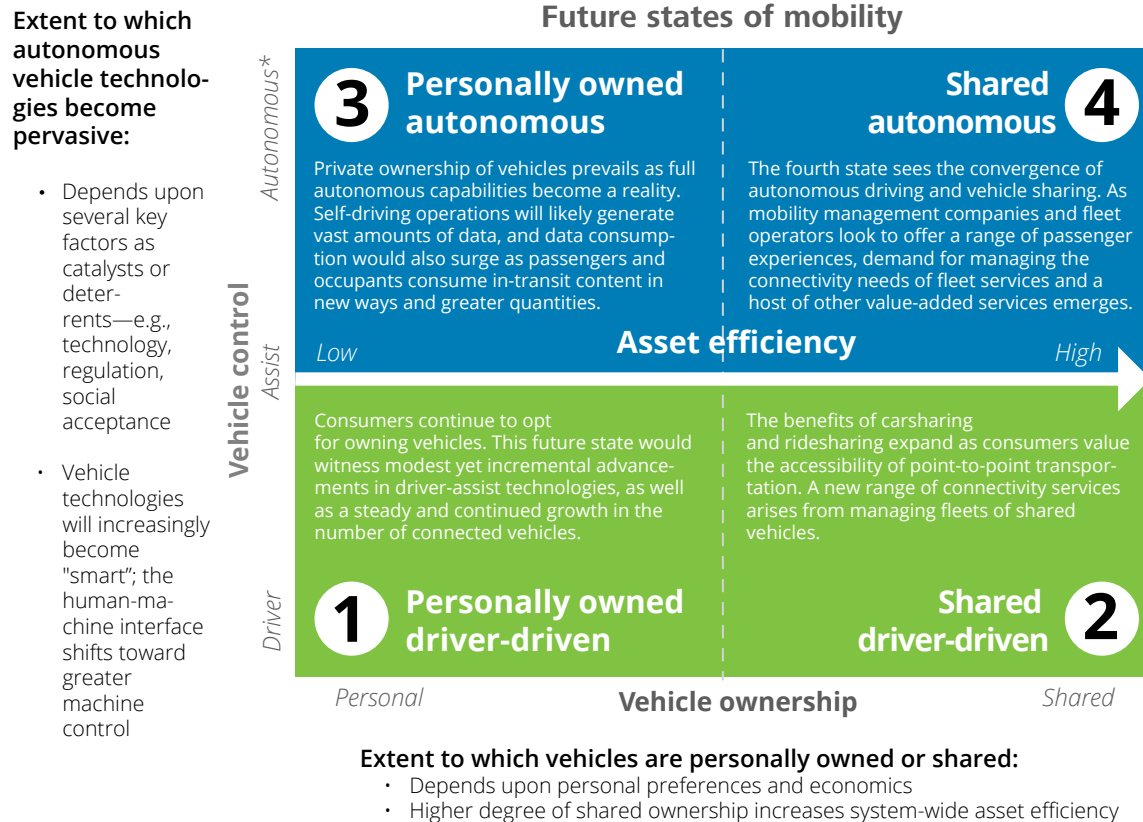 Future states of mobility
Extent to which
autonomous
vehicle technolo-
gies become
pervasive:
• Depends upon
several key
factors as
catalysts or
deter-
rents—e.g.,
technology,
regulation,
social
acceptance
• Vehicle
technologies
will increasingly
become
"smart”; the
human-ma-
chine interface
shifts toward
greater
machine
control
Vehicle control
Autonomous*
Assist
Driver
3
Personally owned
autonomous
Private ownership of vehicles prevails as full
autonomous capabilities become a reality.
Self-driving operations will likely generate
vast amounts of data, and data consump-
tion would also surge as passengers and
occupants consume in-transit content in
new ways and greater quantities.
Shared
autonomous
4
The fourth state sees the convergence of
autonomous driving and vehicle sharing. As
mobility management companies and fleet
operators look to offer a range of passenger
experiences, demand for managing the
connectivity needs of fleet services and a
host of other value-added services emerges.
Low
Asset efficiency
High
Consumers continue to opt
for owning vehicles. This future state would
witness modest yet incremental advance-
ments in driver-assist technologies, as well
as a steady and continued growth in the
number of connected vehicles.
1
Personally owned
driver-driven
The benefits of carsharing
and ridesharing expand as consumers value
the accessibility of point-to-point transpor-
tation. A new range of connectivity services
arises from managing fleets of shared
vehicles.
Shared
driver-driven
2
Personal
Vehicle ownership
Shared
Extent to which vehicles are personally owned or shared:
• Depends upon personal preferences and economics
• Higher degree of shared ownership increases system-wide asset efficiency